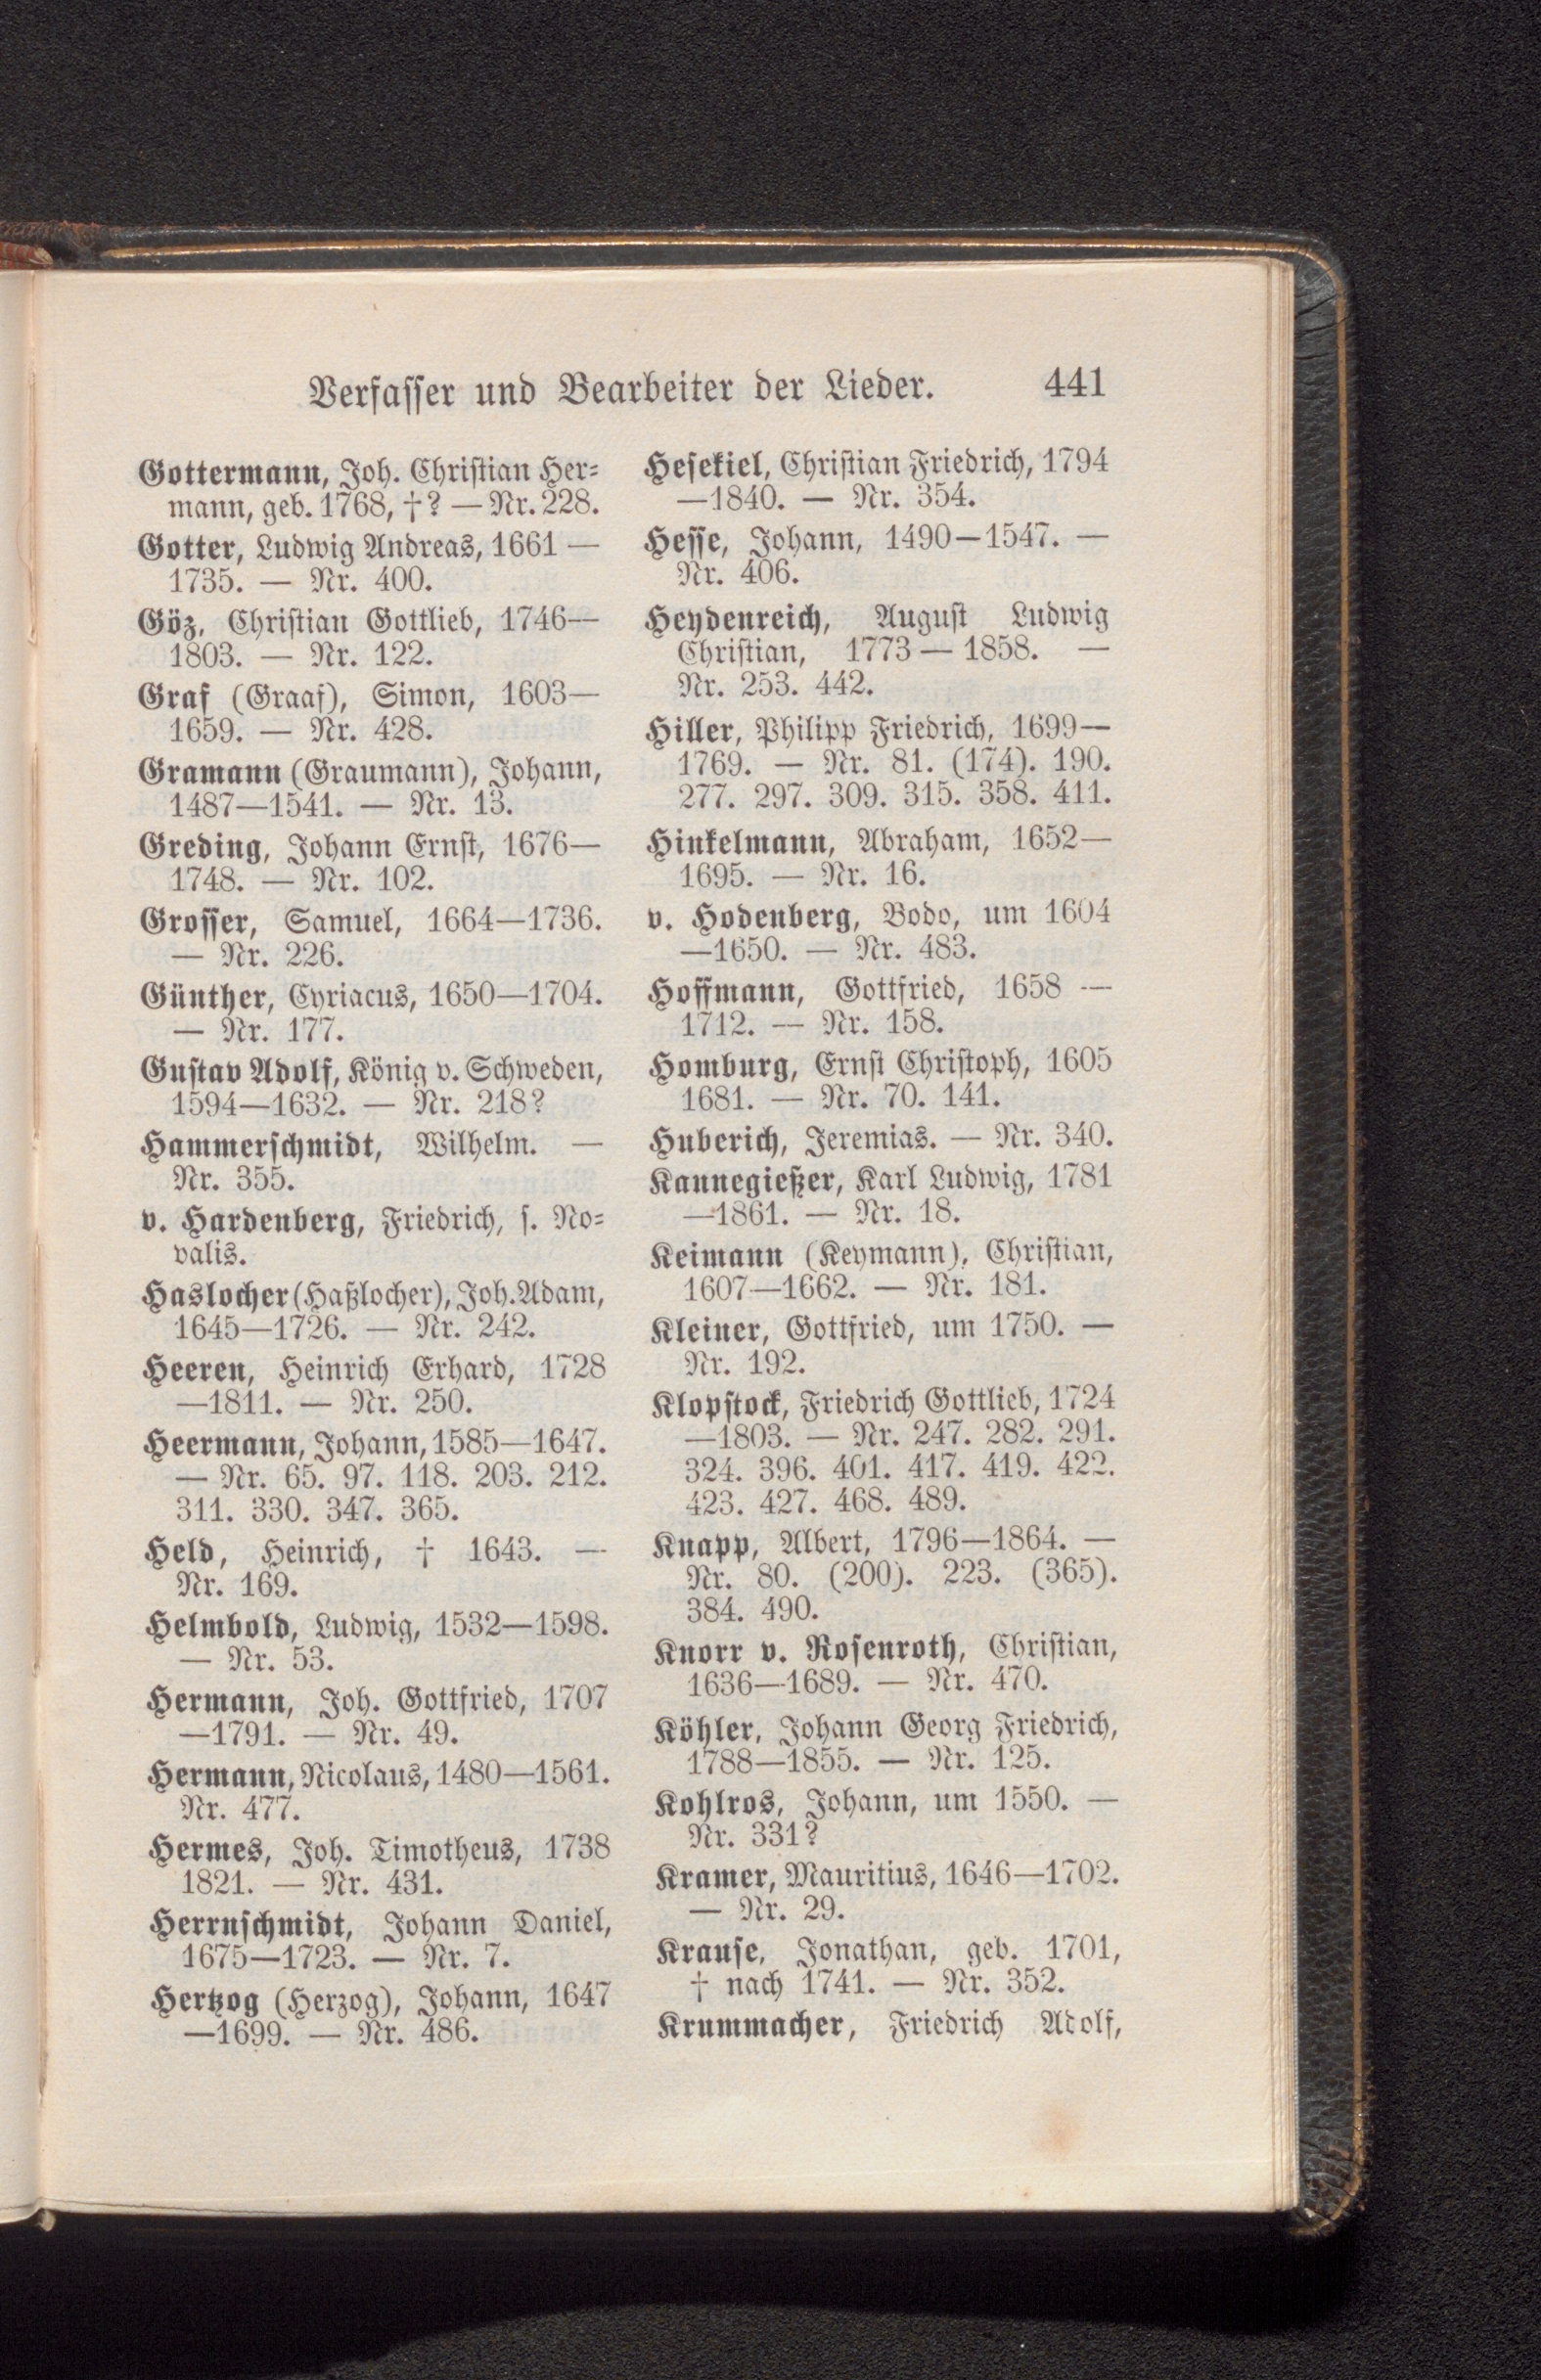 Verfasser und Bearbeiter der Lieder. 441
Gottermann, Joh. Christian Her-
mann, geb. 1768, †? — Nr. 228.
Gotter, Ludwig Andreas, 1661 —
1735. — Nr. 400.
Göz, Christian Gottlieb, 1746—
1803. — Nr. 122.
Graf (Graaf), Simon, 1603—
1659. — Nr. 428.
Gramann (Graumann), Johann,
1487—1541. — Nr. 13.
Greding, Johann Ernst, 1676—
1748. — Nr. 102.
Grosser, Samuel, 1664—1736.
— Nr. 226.
Günther, Cyriacus, 1650—1704.
— Nr. 177.
Gustav Adolf, König v. Schweden,
1594—1632. — Nr. 218?
Hammerschmidt, Wilhelm. —
Nr. 355.
v. Hardenberg, Friedrich, s. No-
valis.
Haslocher (Haßlocher), Joh. Adam,
1645—1726. — Nr. 242.
Heeren, Heinrich Erhard, 1728
—1811. — Nr. 250.
Heermann, Johann, 1585—1647.
— Nr. 65. 97. 118. 203. 212.
311. 330. 347. 365.
Held, Heinrich, † 1643. —
Nr. 169.
Helmbold, Ludwig, 1532—1598.
— Nr. 53.
Hermann, Joh. Gottfried, 1707
—1791. — Nr. 49.
Hermann, Nicolaus, 1480—1561.
Nr. 477.
Hermes, Joh. Timotheus, 1738
1821. — Nr. 431.
Herrnschmidt, Johann Daniel,
1675—1723. — Nr. 7.
Hertzog (Herzog), Johann, 1647
—1699. — Nr. 486.
Hesekiel, Christian Friedrich, 1794
—1840. — Nr. 354.
Hesse, Johann, 1490—1547. —
Nr. 406.
Heydenreich, August Ludwig
Christian, 1773 — 1858. —
Nr. 253. 442.
Hiller, Philipp Friedrich, 1699—
1769. — Nr. 81. (174). 190.
277. 297. 309. 315. 358. 411.
Hinkelmann, Abraham, 1652—
1695. — Nr. 16.
v. Hodenberg, Bodo, um 1604
—1650. — Nr. 483.
Hoffmann, Gottfried, 1658 —
1712. — Nr. 158.
Homburg, Ernst Christoph, 1605
1681. — Nr. 70. 141.
Huberich, Jeremias. — Nr. 340.
Kannegießer, Karl Ludwig, 1781
—1861. — Nr. 18.
Keimann (Keymann), Christian,
1607—1662. — Nr. 181.
Kleiner, Gottfried, um 1750. —
Nr. 192.
Klopstock, Friedrich Gottlieb, 1724
—1803. — Nr. 247. 282. 291.
324. 396. 401. 417. 419. 422.
423. 427. 468. 489.
Knapp, Albert, 1796—1864. —
Nr. 80. (200). 223. (365).
384. 490.
Knorr v. Rosenroth, Christian,
1636—1689. — Nr. 470.
Köhler, Johann Georg Friedrich,
1788—1855. — Nr. 125.
Kohlros, Johann, um 1550. —
Nr. 331?
Kramer, Mauritius, 1646—1702.
— Nr. 29.
Krause, Jonathan, geb. 1701,
† nach 1741. — Nr. 352.
Krummacher, Friedrich Adolf,